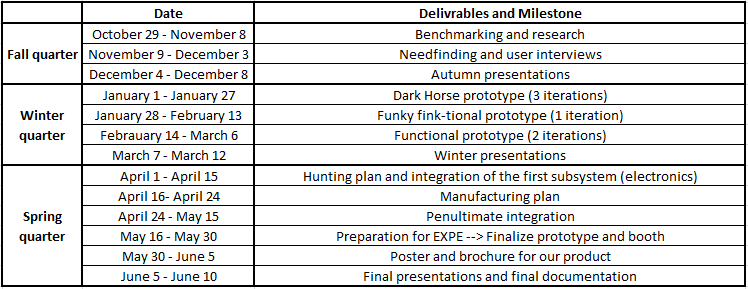 Date Delivrables and Milestone
Fall quarter
October 29 - November 8 Benchmarking and research
November 9 - December 3 Needfinding and user interviews
December 4 - December 8 Autumn presentations
Winter quarter
January 1 - January 27 Dark Horse prototype (3 iterations)
January 28 - February 13 Funky fink-tional prototype (1 iteration)
Febrauary 14 - March 6 Functional prototype (2 iterations)
March 7 - March 12 Winter presentations
Spring quarter
April 1 - April 15 Hunting plan and integration of the first subsystem (electronics)
April 16- April 24 Manufacturing plan
April 24 - May 15 Penultimate integration
May 16 - May 30 Preparation for EXPE --> Finalize prototype and booth
May 30 - June 5 Poster and brochure for our product
June 5 - June 10 Final presentations and final documentation